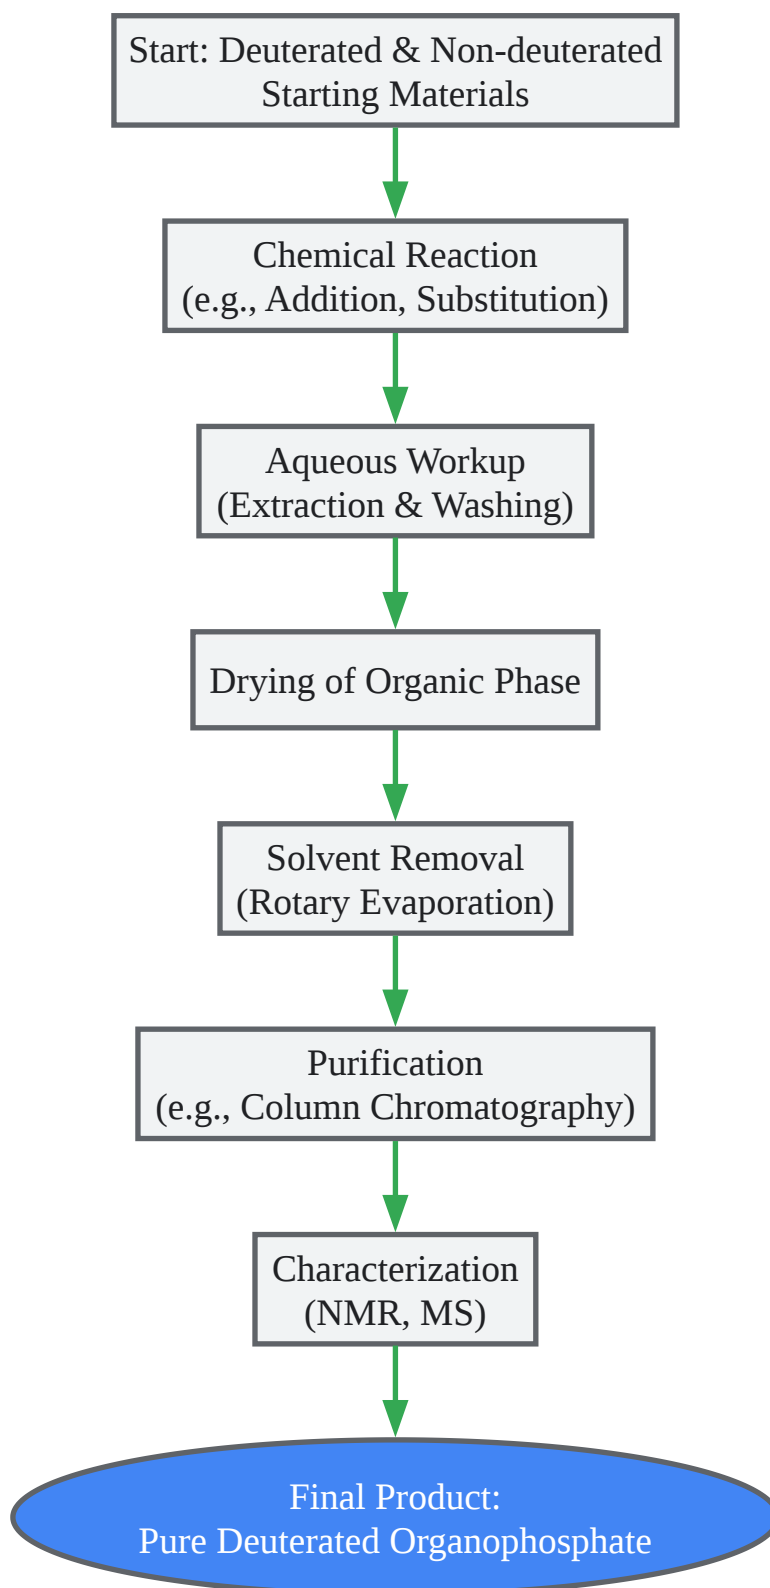 Start: Deuterated & Non-deuterated
Starting Materials
Chemical Reaction
(e.g., Addition, Substitution)
Aqueous Workup
(Extraction & Washing)
Drying of Organic Phase
Solvent Removal
(Rotary Evaporation)
Purification
(e.g., Column Chromatography)
Characterization
(NMR, MS)
Final Product:
Pure Deuterated Organophosphate